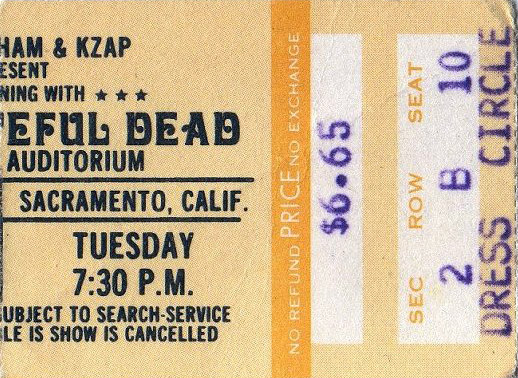 HAM & KZAP
ESENT
NING WITH ★ ★ ★
EFUL DEAD
AUDITORIUM
SACRAMENTO, CALIF.
TUESDAY
7:30 P.M.
SUBJECT TO SEARCH-SERVICE
LE IS SHOW IS CANCELLED
NO REFUND PRICE NO EXCHANGE
$6.65
SEC ROW SEAT
2 B 10
DRESS CIRCLE